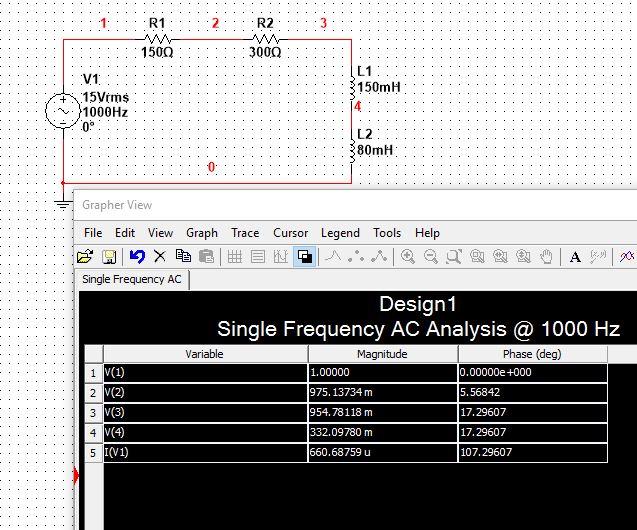 1 R1 2 R2 3
150Ω 300Ω
L1
150mH
4
V1
15Vrms
1000Hz
0°
L2
80mH
0
Grapher View
File Edit View Graph Trace Cursor Legend Tools Help
A
Single Frequency AC
Design1
Single Frequency AC Analysis @ 1000 Hz
Variable Magnitude Phase (deg)
1 V(1) 1.00000 0.00000e+000
2 V(2) 975.13734 m 5.56842
3 V(3) 954.78118 m 17.29607
4 V(4) 332.09780 m 17.29607
5 I(V1) 660.68759 u 107.29607